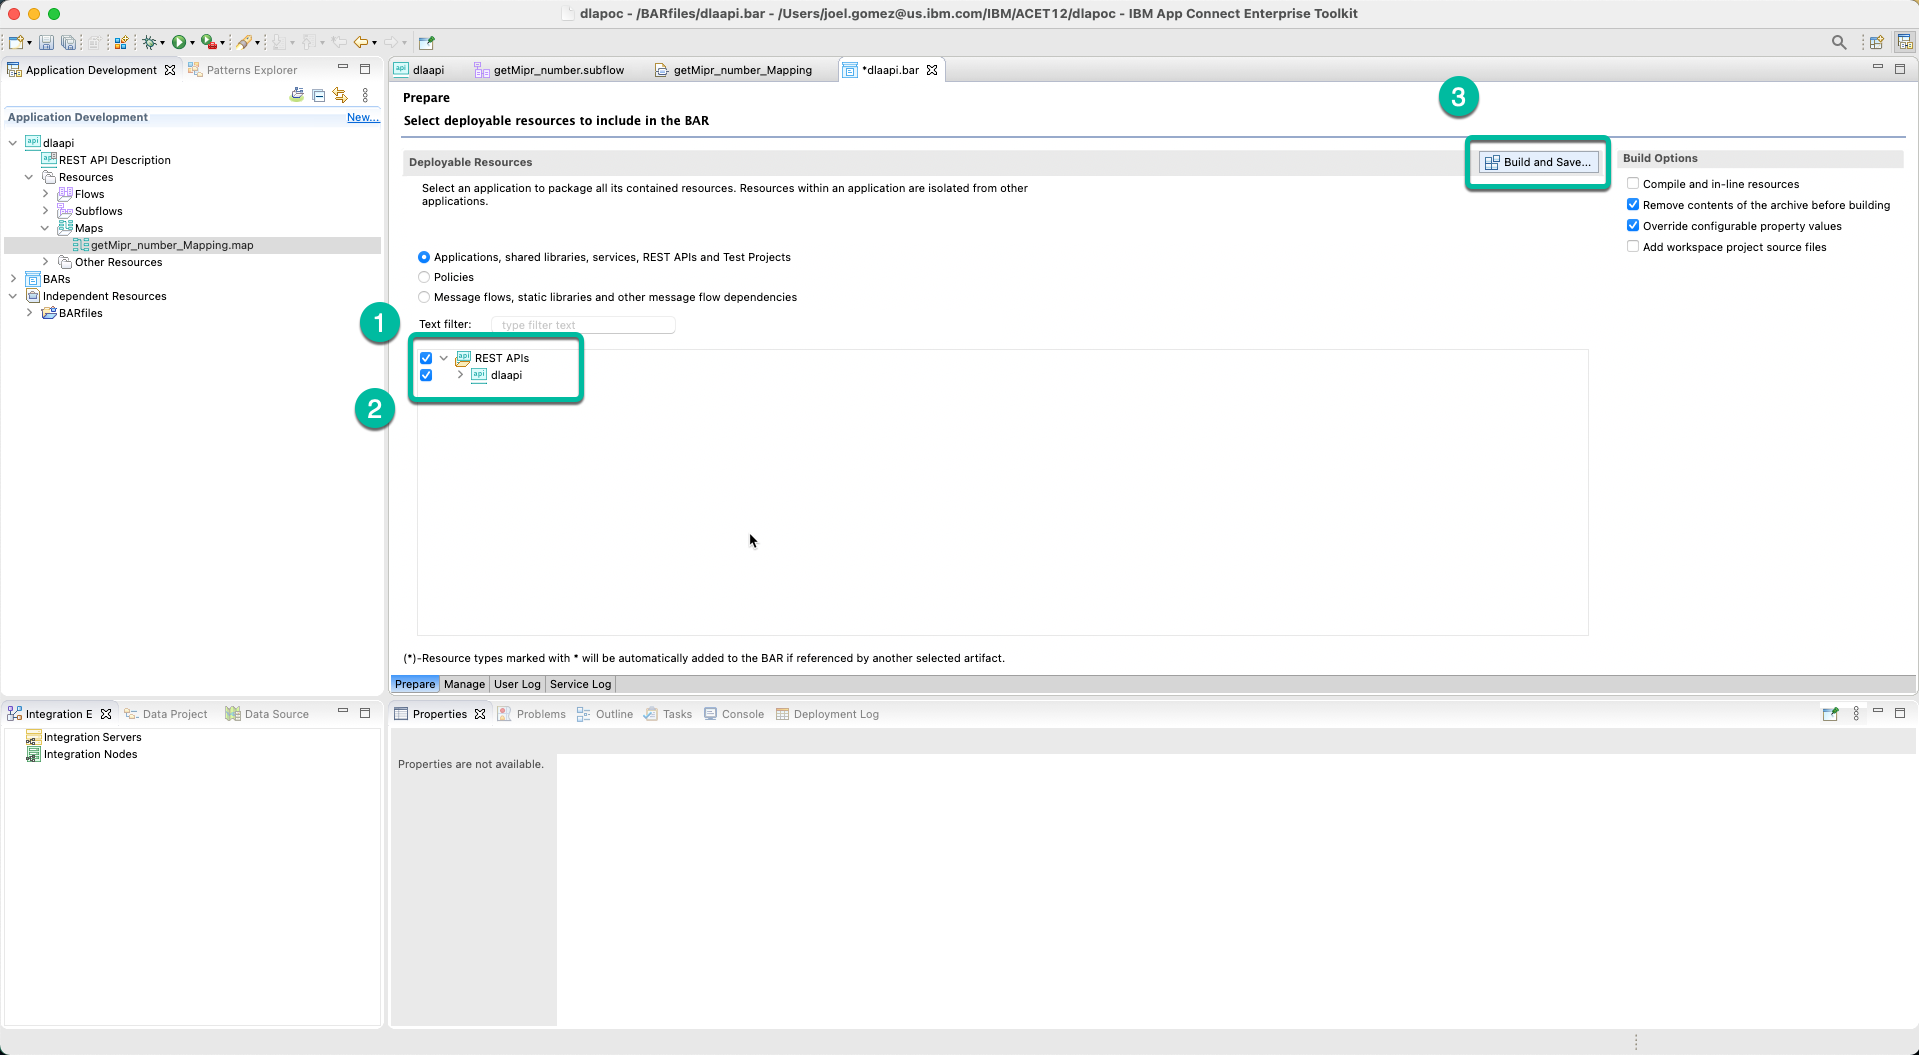 dlapoc - /BARfiles/dlaapi.bar - /Users/joel.gomez@us.ibm.com/IBM/ACET12/dlapoc - IBM App Connect Enterprise Toolkit
Application Development
Patterns Explorer
Application Development
New...
dlaapi
REST API Description
Resources
Flows
Subflows
Maps
getMipr_number_Mapping.map
Other Resources
BARs
Independent Resources
BARfiles
dlaapi
getMipr_number.subflow
getMipr_number_Mapping
*dlaapi.bar
Prepare
Select deployable resources to include in the BAR
3
Deployable Resources
Build and Save...
Build Options
Select an application to package all its contained resources. Resources within an application are isolated from other
applications.
Compile and in-line resources
Remove contents of the archive before building
Override configurable property values
Add workspace project source files
Applications, shared libraries, services, REST APIs and Test Projects
Policies
Message flows, static libraries and other message flow dependencies
1
Text filter:
type filter text
api
REST APIs
api
dlaapi
2
(*)-Resource types marked with * will be automatically added to the BAR if referenced by another selected artifact.
Prepare
Manage
User Log
Service Log
Integration E
Data Project
Data Source
Integration Servers
Integration Nodes
Properties
Problems
Outline
Tasks
Console
Deployment Log
Properties are not available.